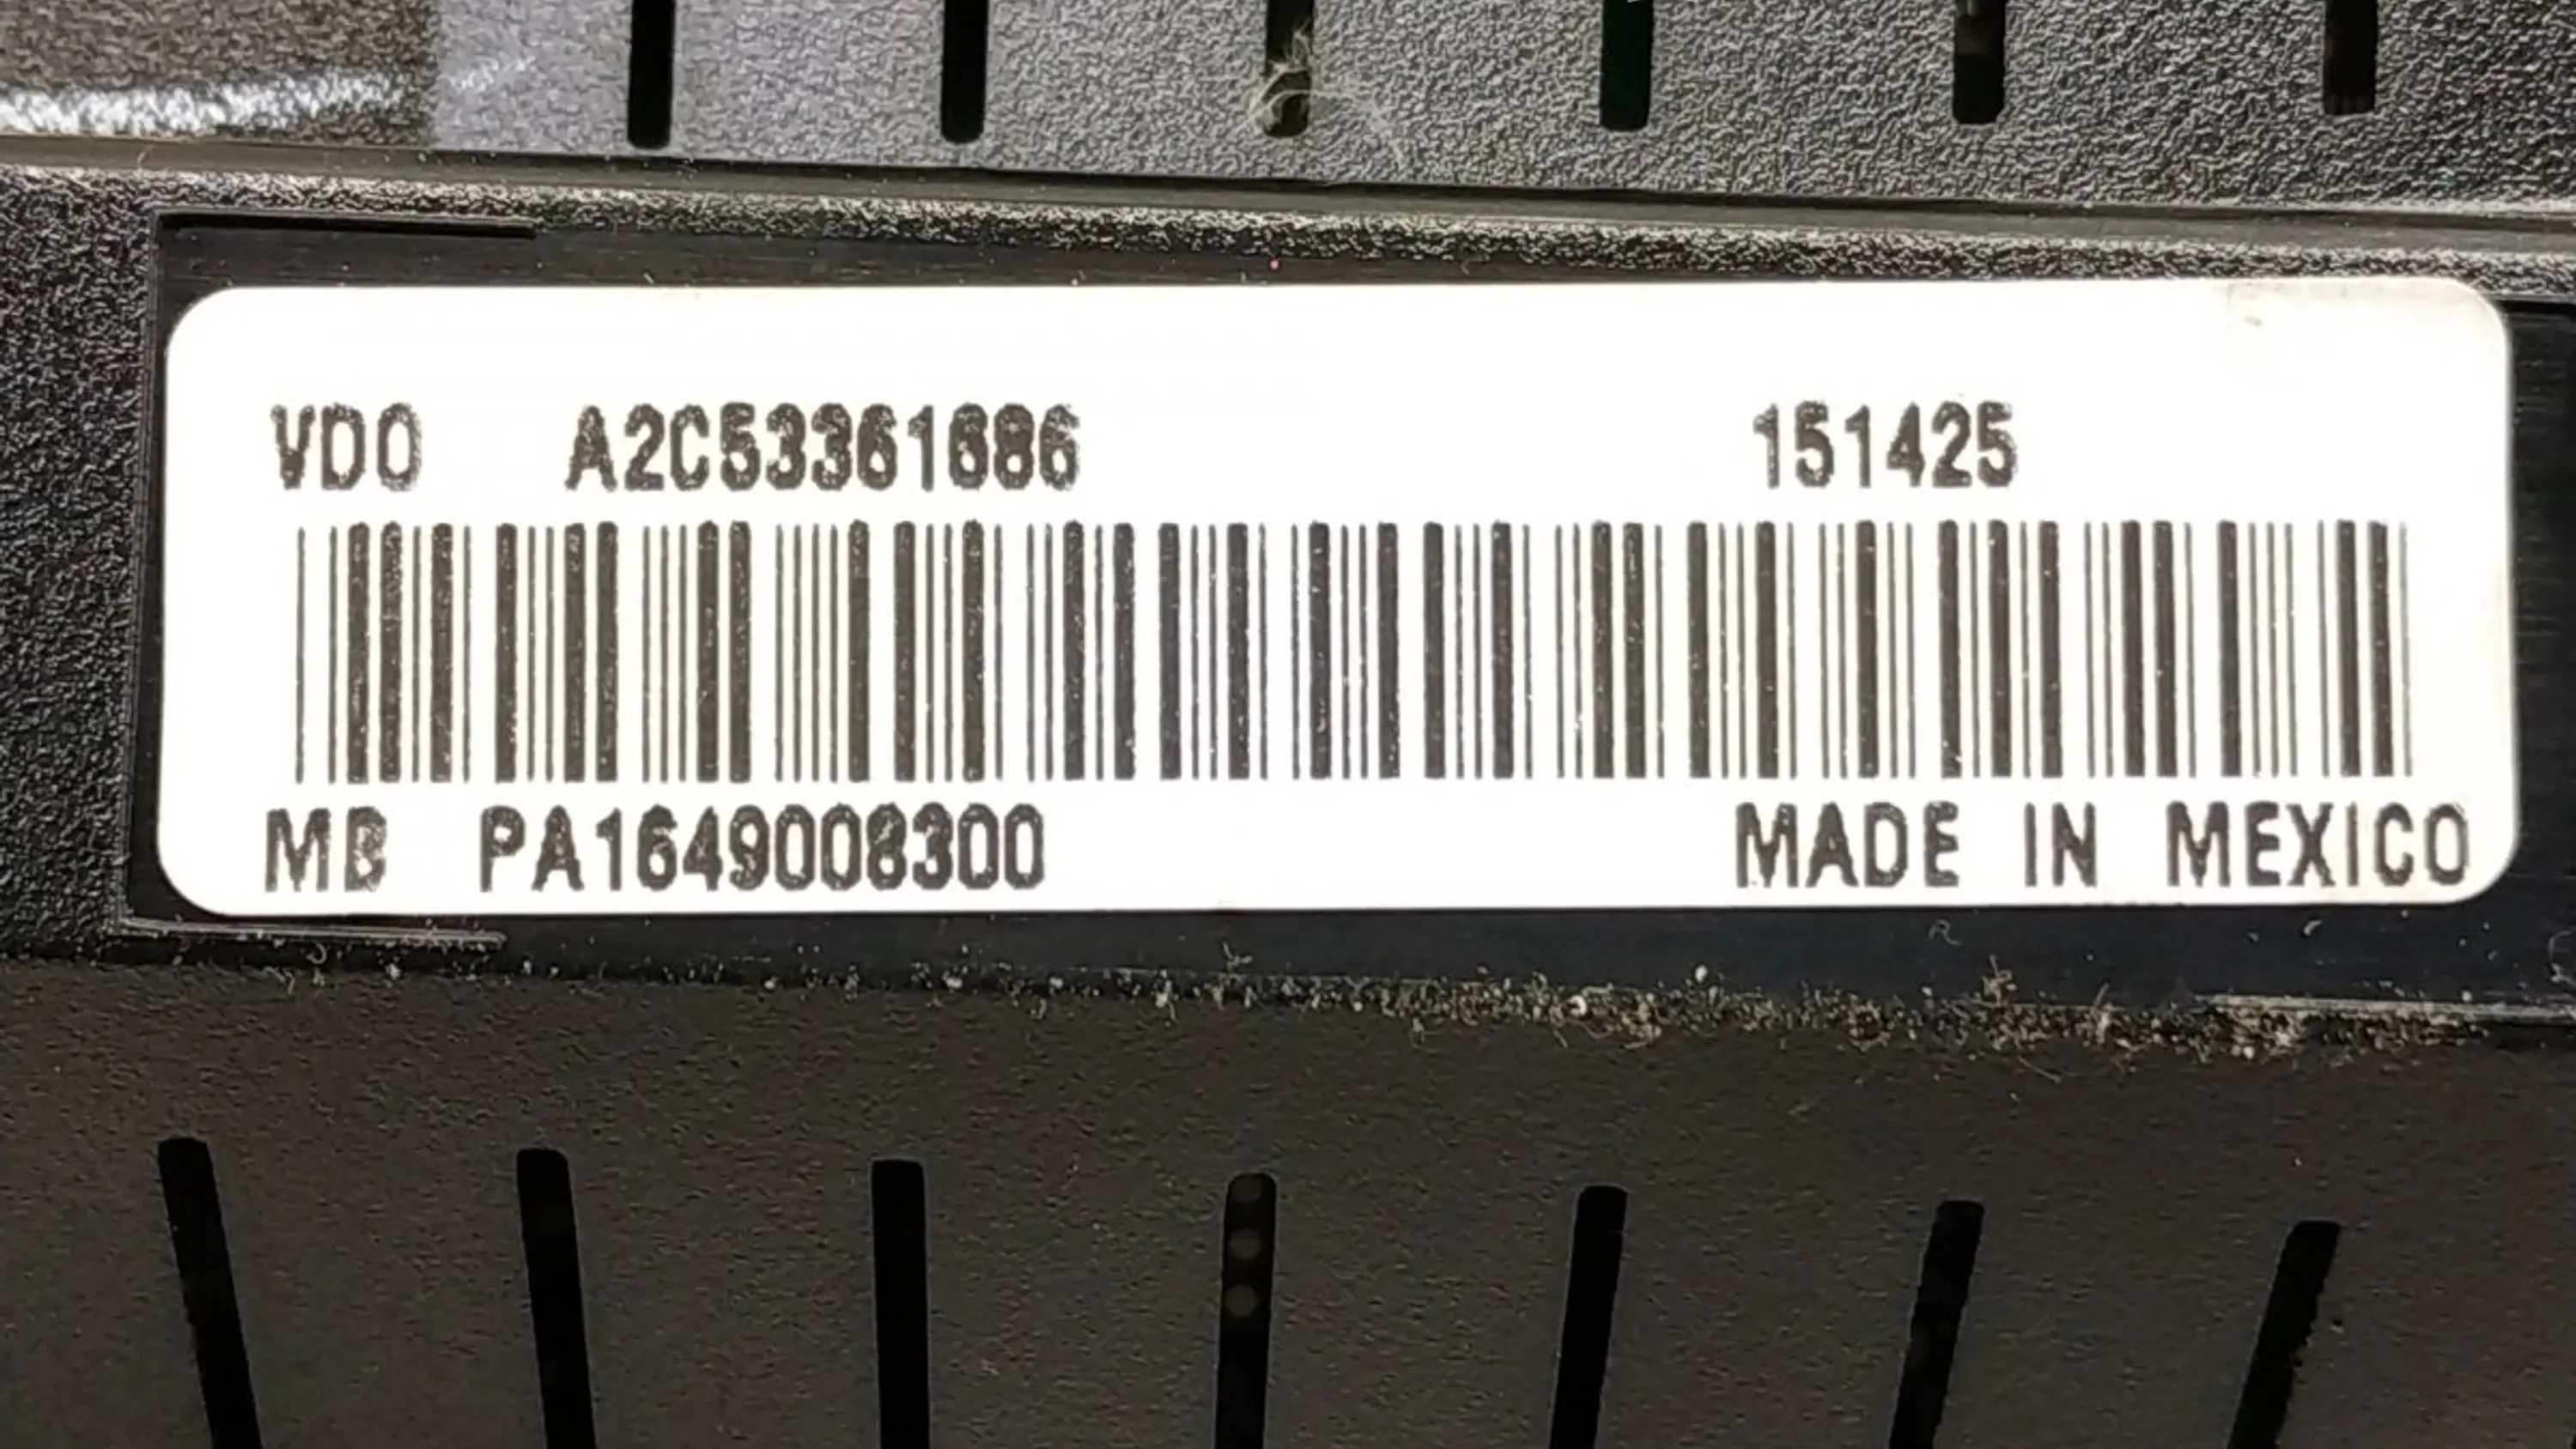 VDO A2C53361686 151425
MB PA1649008300 MADE IN MEXICO